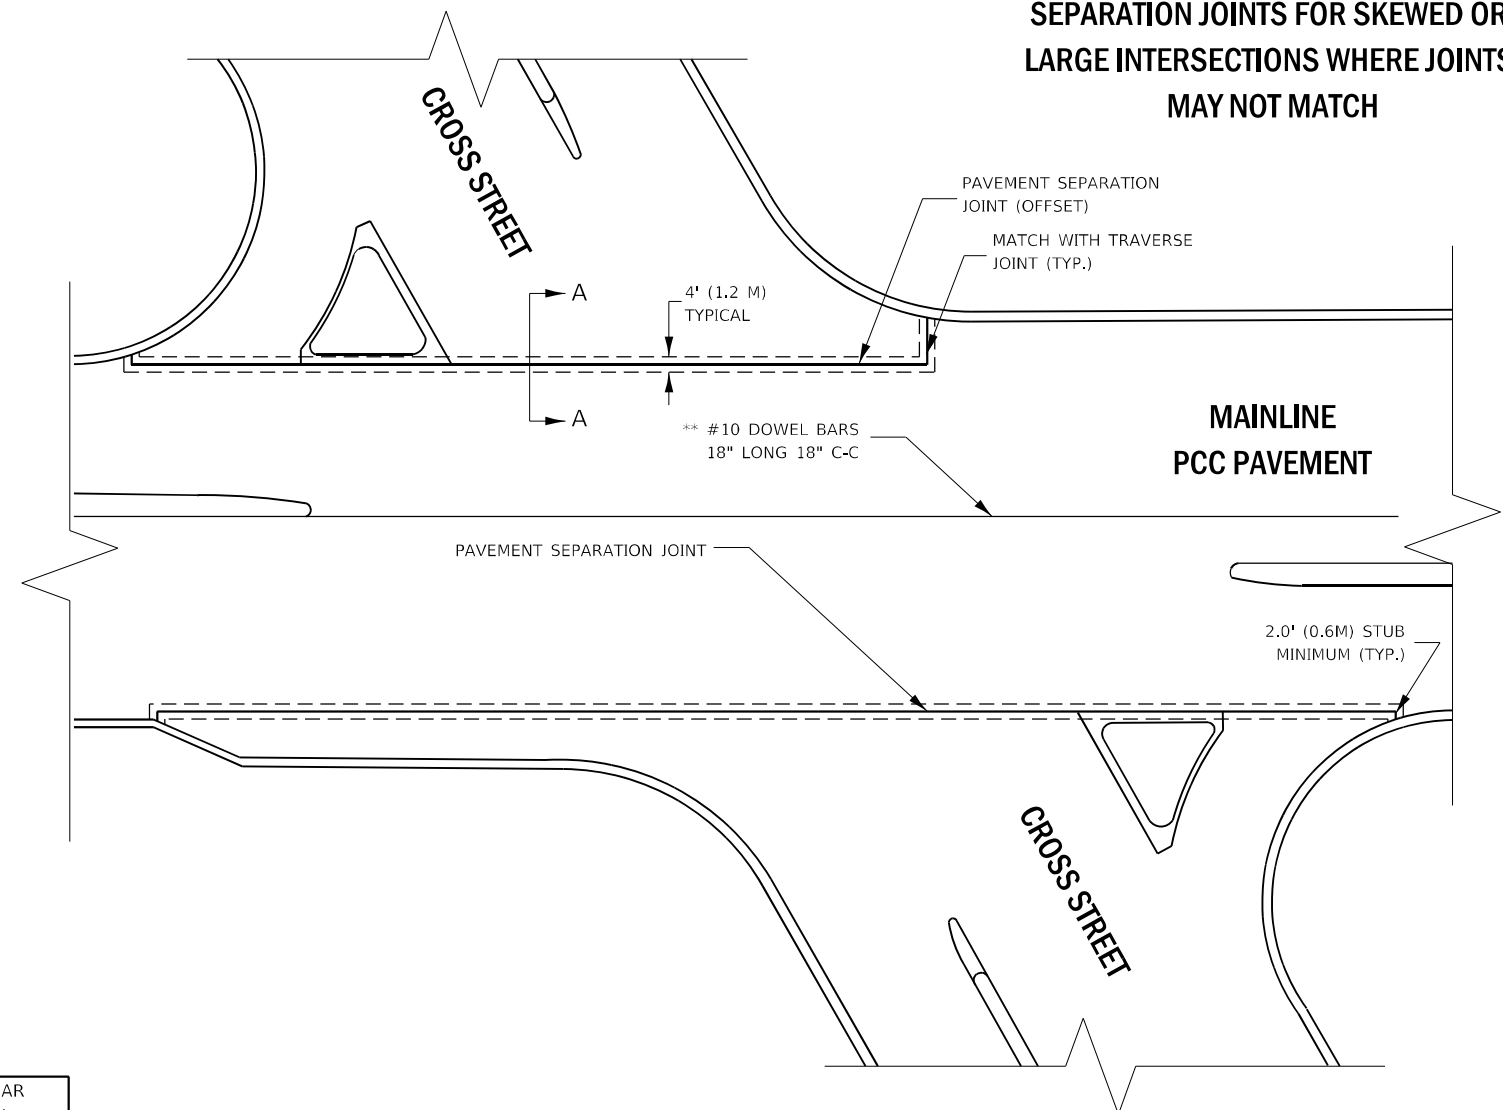 SEPARATION JOINTS FOR SKEWED OR
LARGE INTERSECTIONS WHERE JOINTS
MAY NOT MATCH
CROSS STREET
PAVEMENT SEPARATION
JOINT (OFFSET)
MATCH WITH TRAVERSE
JOINT (TYP.)
A
4' (1.2 M)
TYPICAL
A
** #10 DOWEL BARS
18" LONG 18" C-C
MAINLINE
PCC PAVEMENT
PAVEMENT SEPARATION JOINT
2.0' (0.6M) STUB
MINIMUM (TYP.)
CROSS STREET
AR